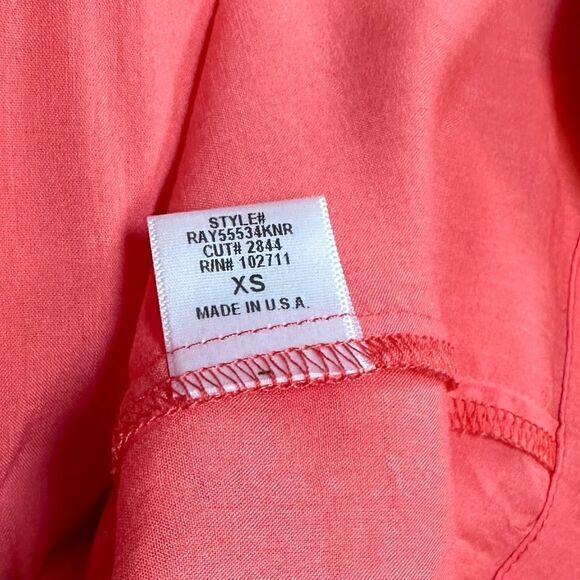 STYLE#
RAY55534KNR
CUT# 2844
R/N# 102711
XS
MADE IN U.S.A.